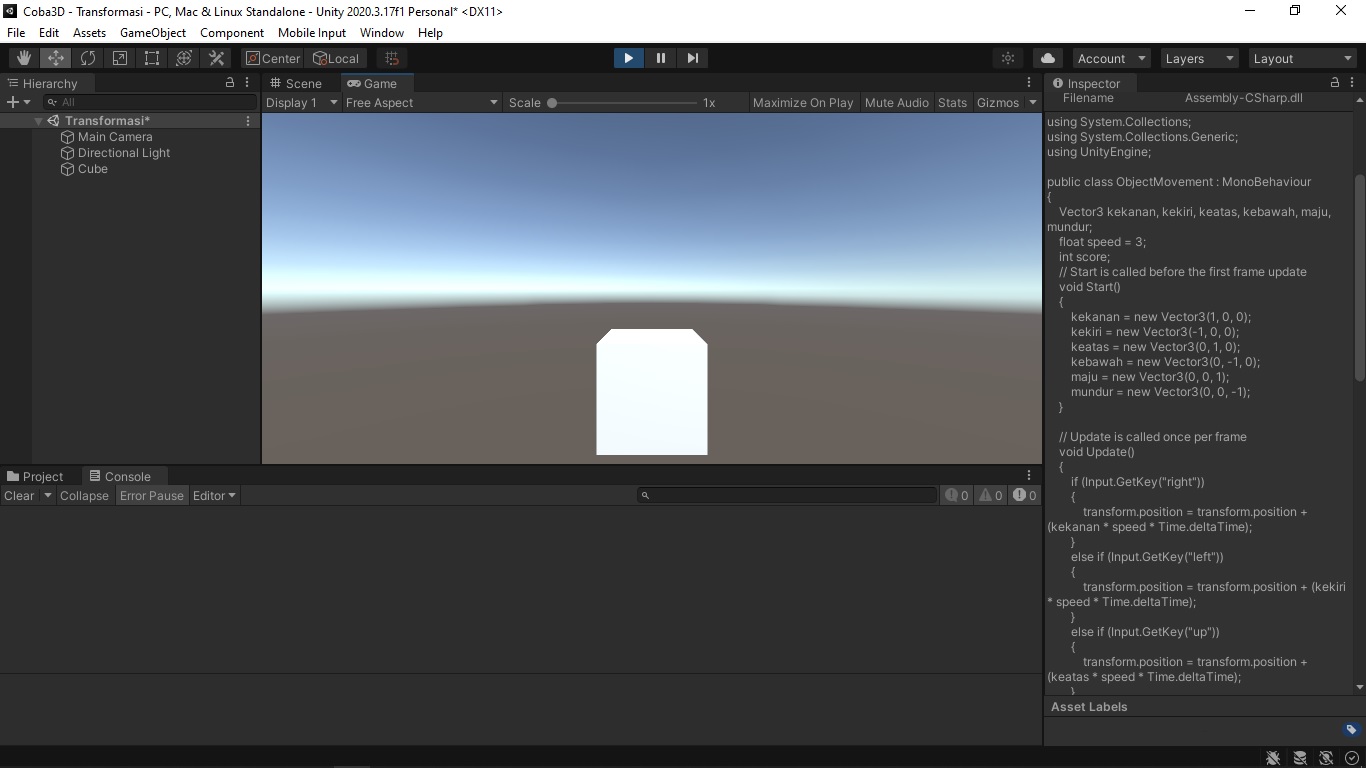 Coba3D - Transformasi - PC, Mac & Linux Standalone - Unity 2020.3.17f1 Personal* <DX11>
File Edit Assets GameObject Component Mobile Input Window Help
Center Local Account Layers Layout
Hierarchy
All
Transformasi*
Main Camera
Directional Light
Cube
Scene Game
Display 1 Free Aspect Scale 1x Maximize On Play Mute Audio Stats Gizmos
Project Console
Clear Collapse Error Pause Editor 0 0 0
Inspector
Filename Assembly-CSharp.dll
using System.Collections;
using System.Collections.Generic;
using UnityEngine;
public class ObjectMovement : MonoBehaviour
{
Vector3 kekanan, kekiri, keatas, kebawah, maju,
mundur;
float speed = 3;
int score;
// Start is called before the first frame update
void Start()
{
kekanan = new Vector3(1, 0, 0);
kekiri = new Vector3(-1, 0, 0);
keatas = new Vector3(0, 1, 0);
kebawah = new Vector3(0, -1, 0);
maju = new Vector3(0, 0, 1);
mundur = new Vector3(0, 0, -1);
}
// Update is called once per frame
void Update()
{
if (Input.GetKey("right"))
{
transform.position = transform.position +
(kekanan * speed * Time.deltaTime);
}
else if (Input.GetKey("left"))
{
transform.position = transform.position + (kekiri
* speed * Time.deltaTime);
}
else if (Input.GetKey("up"))
{
transform.position = transform.position +
(keatas * speed * Time.deltaTime);
}
Asset Labels